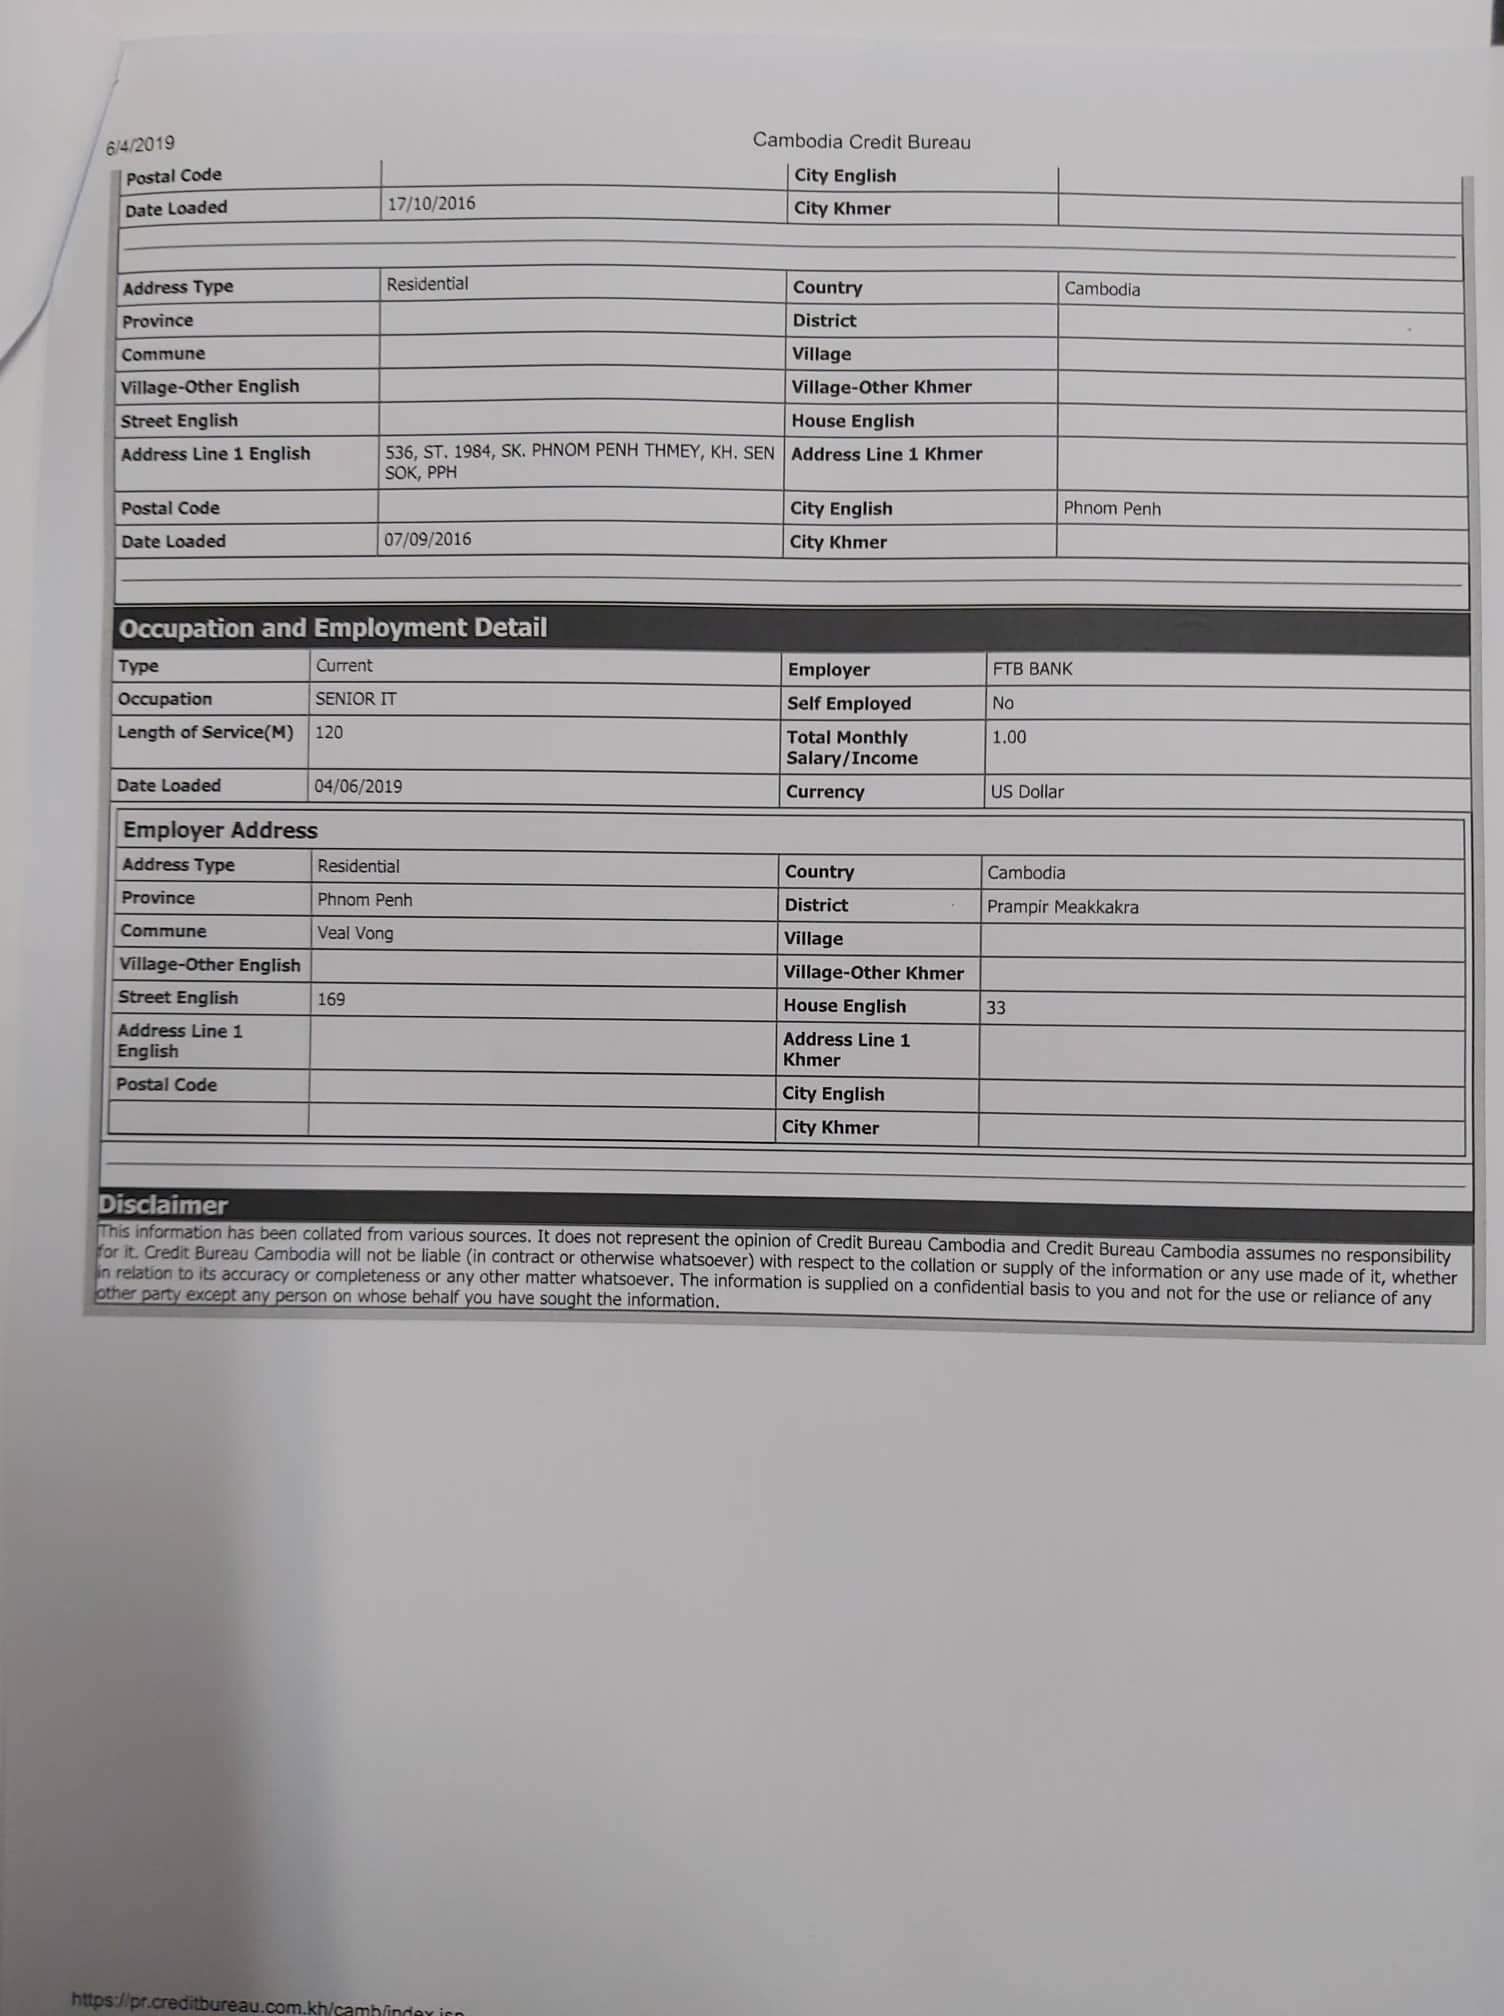 6/4/2019 Cambodia Credit Bureau
Postal Code City English
Date Loaded 17/10/2016 City Khmer
Address Type Residential Country Cambodia
Province District
Commune Village
Village-Other English Village-Other Khmer
Street English House English
Address Line 1 English 536, ST. 1984, SK. PHNOM PENH THMEY, KH. SEN Address Line 1 Khmer
SOK, PPH
Postal Code City English Phnom Penh
Date Loaded 07/09/2016 City Khmer
Occupation and Employment Detail
Type Current Employer FTB BANK
Occupation SENIOR IT Self Employed No
Length of Service(M) 120 Total Monthly 1.00
Salary/Income
Date Loaded 04/06/2019 Currency US Dollar
Employer Address
Address Type Residential Country Cambodia
Province Phnom Penh District Prampir Meakkakra
Commune Veal Vong Village
Village-Other English Village-Other Khmer
Street English 169 House English 33
Address Line 1 Address Line 1
English Khmer
Postal Code City English
City Khmer
Disclaimer
This information has been collated from various sources. It does not represent the opinion of Credit Bureau Cambodia and Credit Bureau Cambodia assumes no responsibility
for it. Credit Bureau Cambodia will not be liable (in contract or otherwise whatsoever) with respect to the collation or supply of the information or any use made of it, whether
in relation to its accuracy or completeness or any other matter whatsoever. The information is supplied on a confidential basis to you and not for the use or reliance of any
other party except any person on whose behalf you have sought the information.
https://pr.creditbureau.com.kh/camb/index.jsp